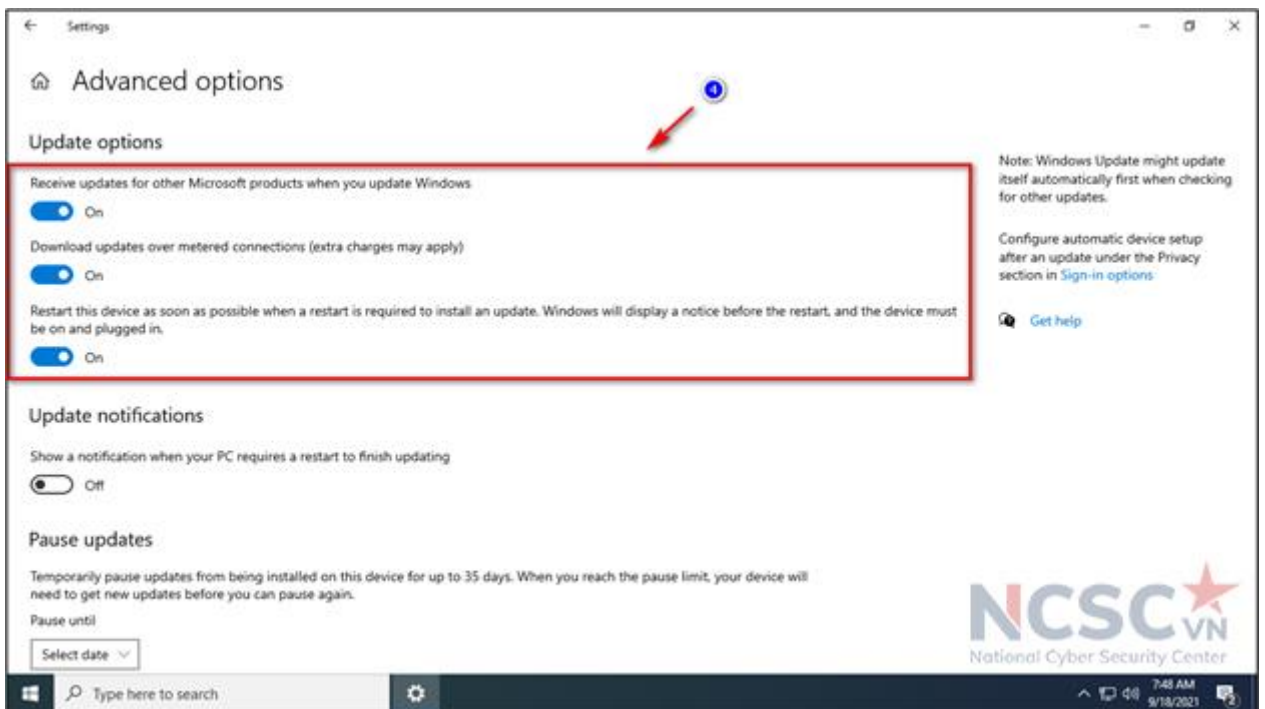 Settings
Advanced options
4
Update options
Receive updates for other Microsoft products when you update Windows
On
Download updates over metered connections (extra charges may apply)
On
Restart this device as soon as possible when a restart is required to install an update. Windows will display a notice before the restart, and the device must
be on and plugged in.
On
Update notifications
Show a notification when your PC requires a restart to finish updating
Off
Pause updates
Temporarily pause updates from being installed on this device for up to 35 days. When you reach the pause limit, your device will
need to get new updates before you can pause again.
Pause until
Select date
Note: Windows Update might update
itself automatically first when checking
for other updates.
Configure automatic device setup
after an update under the Privacy
section in Sign-in options
Get help
NCSC VN
National Cyber Security Center
Type here to search
7:48 AM
9/18/2021
2